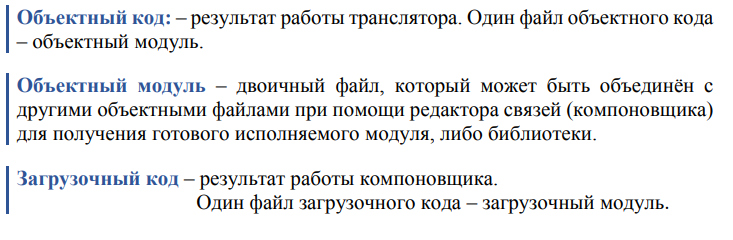 Объектный код: – результат работы транслятора. Один файл объектного кода
– объектный модуль.
Объектный модуль – двоичный файл, который может быть объединён с
другими объектными файлами при помощи редактора связей (компоновщика)
для получения готового исполняемого модуля, либо библиотеки.
Загрузочный код – результат работы компоновщика.
Один файл загрузочного кода – загрузочный модуль.